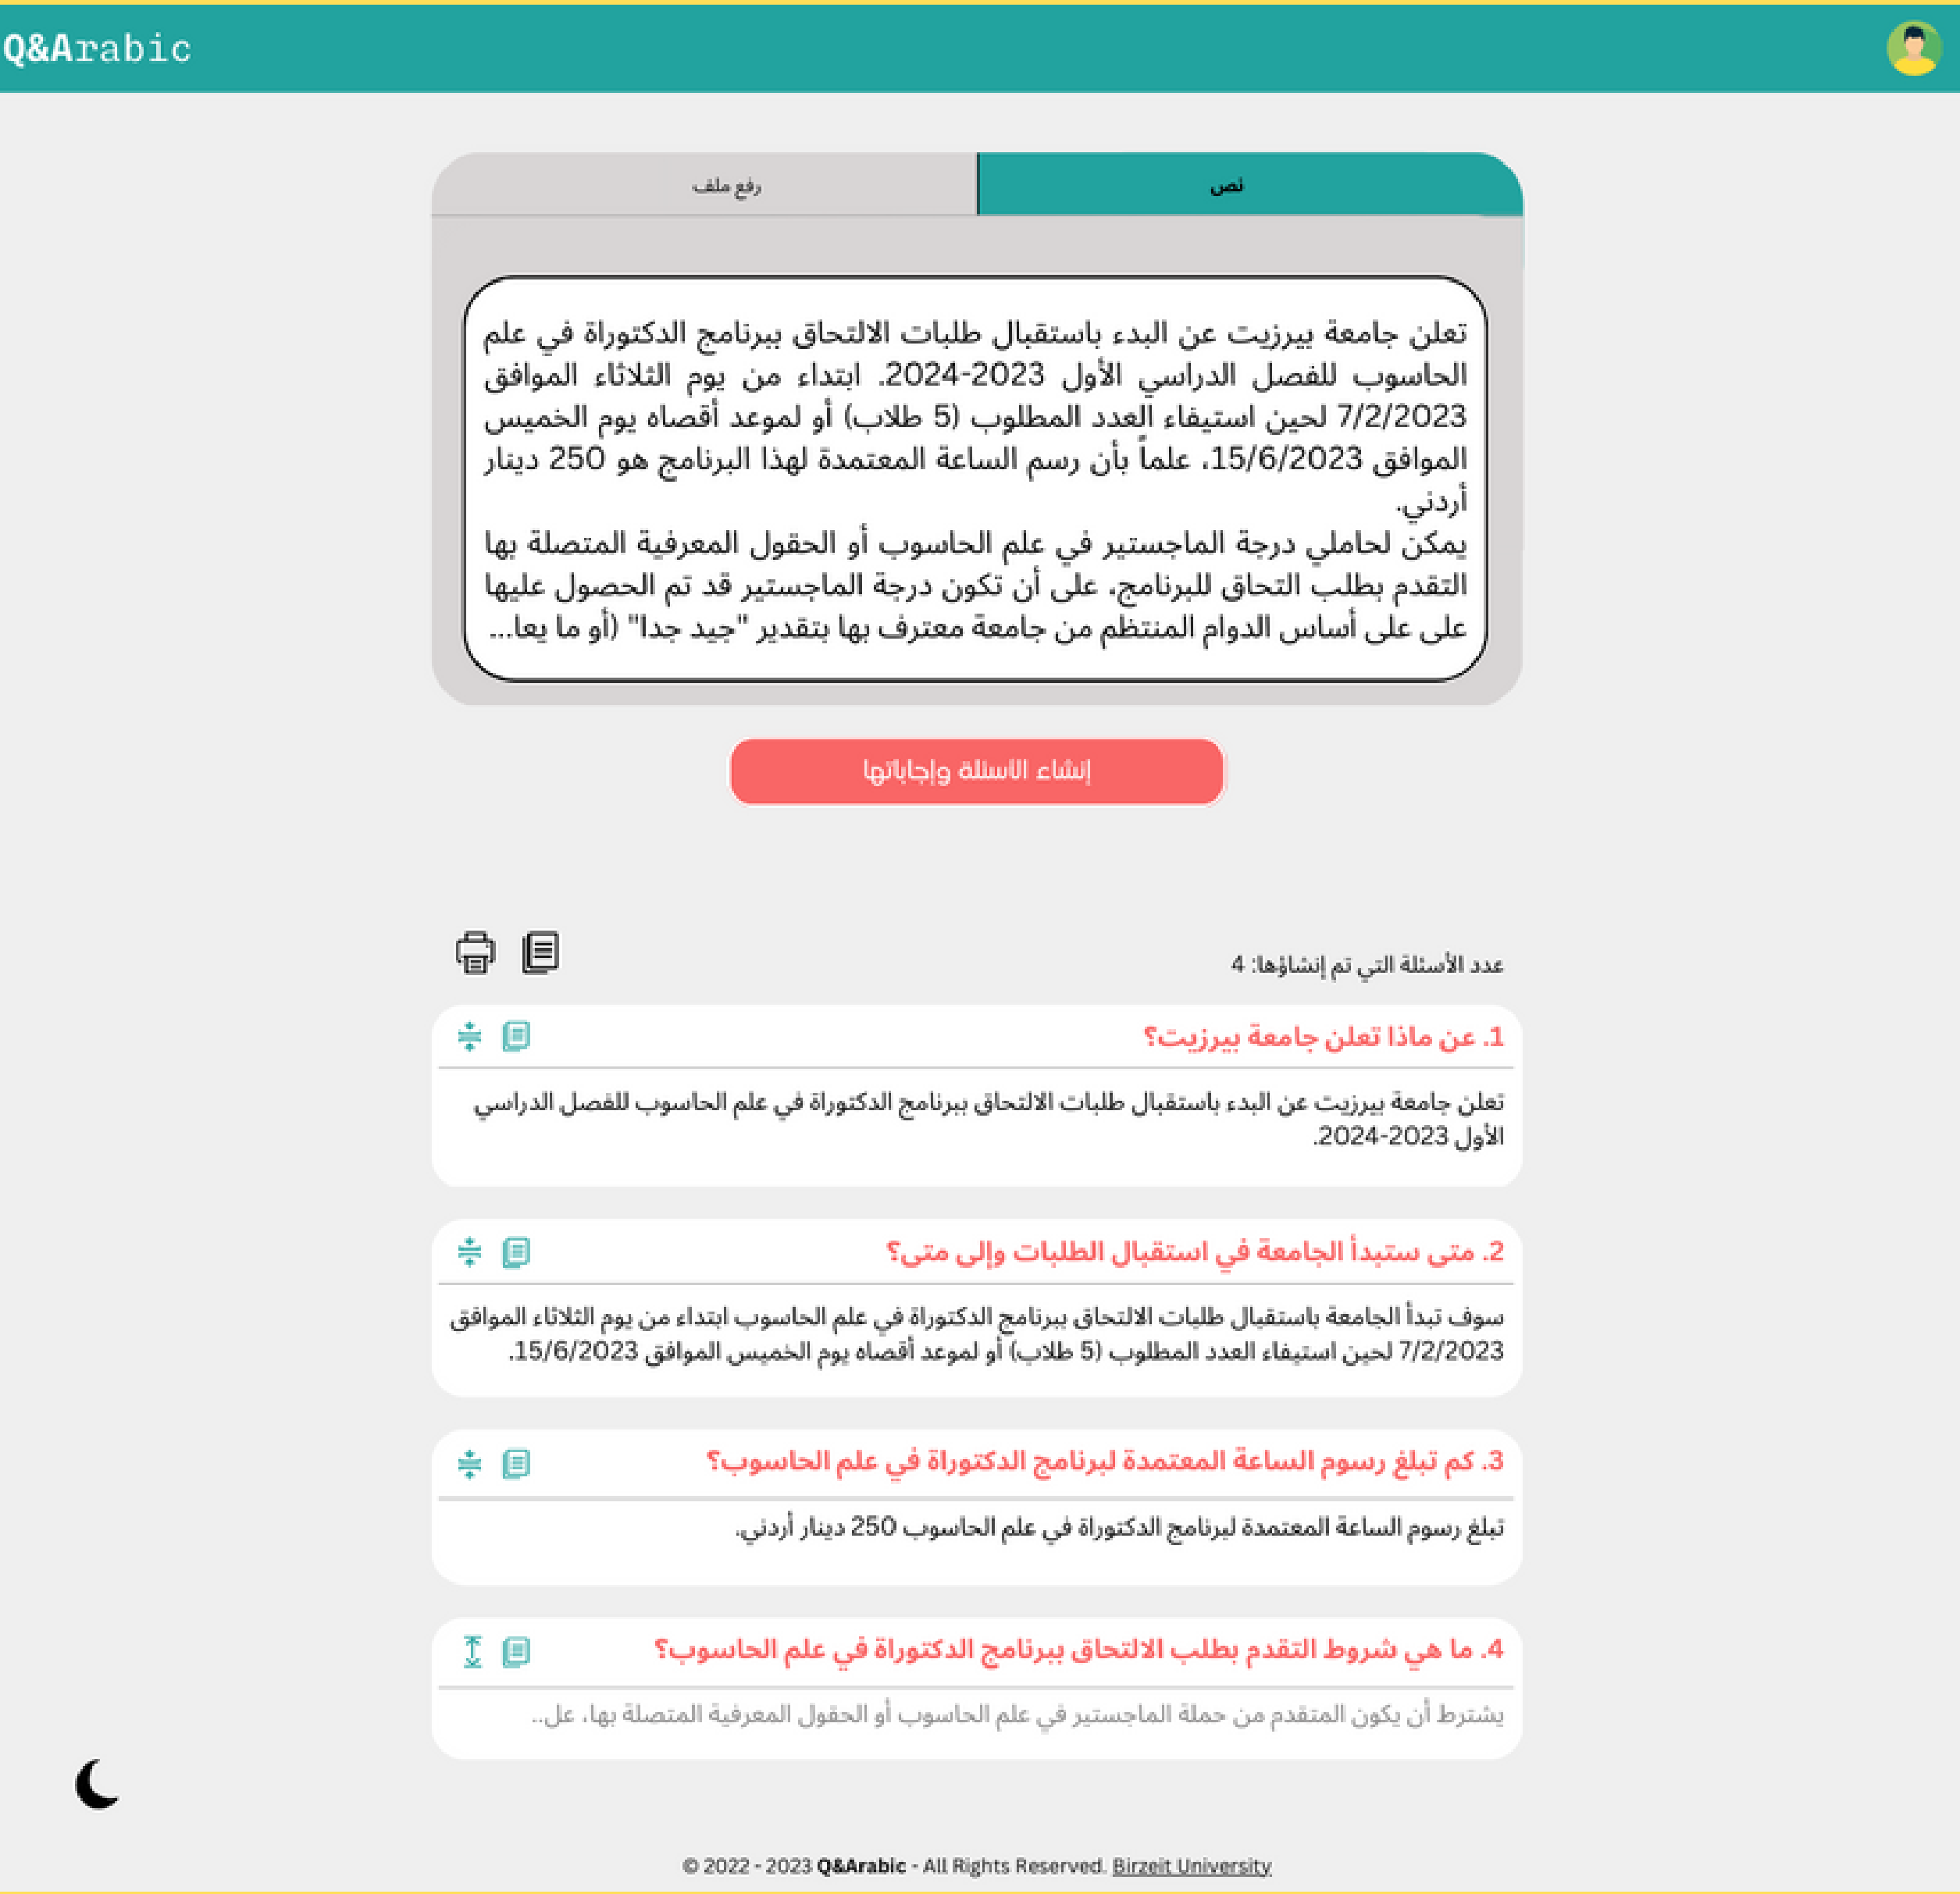 Q&Arabic
نص
رفع ملف
تعلن جامعة بيرزيت عن البدء باستقبال طلبات الالتحاق ببرنامج الدكتوراة في علم
الحاسوب للفصل الدراسي الأول 2023-2024. ابتداء من يوم الثلاثاء الموافق
7/2/2023 لحين استيفاء العدد المطلوب (5 طلاب) أو لموعد أقصاه يوم الخميس
الموافق 15/6/2023، علماً بأن رسم الساعة المعتمدة لهذا البرنامج هو 250 دينار
أردني.
يمكن لحاملي درجة الماجستير في علم الحاسوب أو الحقول المعرفية المتصلة بها
التقدم بطلب التحاق للبرنامج، على أن تكون درجة الماجستير قد تم الحصول عليها
على على أساس الدوام المنتظم من جامعة معترف بها بتقدير "جيد جدا" (أو ما يعا...
إنشاء الاسئلة وإجاباتها
عدد الأسئلة التي تم إنشاؤها: 4
1. عن ماذا تعلن جامعة بيرزيت؟
تعلن جامعة بيرزيت عن البدء باستقبال طلبات الالتحاق ببرنامج الدكتوراة في علم الحاسوب للفصل الدراسي
الأول 2023-2024.
2. متى ستبدأ الجامعة في استقبال الطلبات وإلى متى؟
سوف تبدأ الجامعة باستقبال طلبات الالتحاق ببرنامج الدكتوراة في علم الحاسوب ابتداء من يوم الثلاثاء الموافق
7/2/2023 لحين استيفاء العدد المطلوب (5 طلاب) أو لموعد أقصاه يوم الخميس الموافق 15/6/2023.
3. كم تبلغ رسوم الساعة المعتمدة لبرنامج الدكتوراة في علم الحاسوب؟
تبلغ رسوم الساعة المعتمدة لبرنامج الدكتوراة في علم الحاسوب 250 دينار أردني.
4. ما هي شروط التقدم بطلب الالتحاق ببرنامج الدكتوراة في علم الحاسوب؟
يشترط أن يكون المتقدم من حملة الماجستير في علم الحاسوب أو الحقول المعرفية المتصلة بها، عل..
© 2022 - 2023 Q&Arabic - All Rights Reserved. Birzeit University